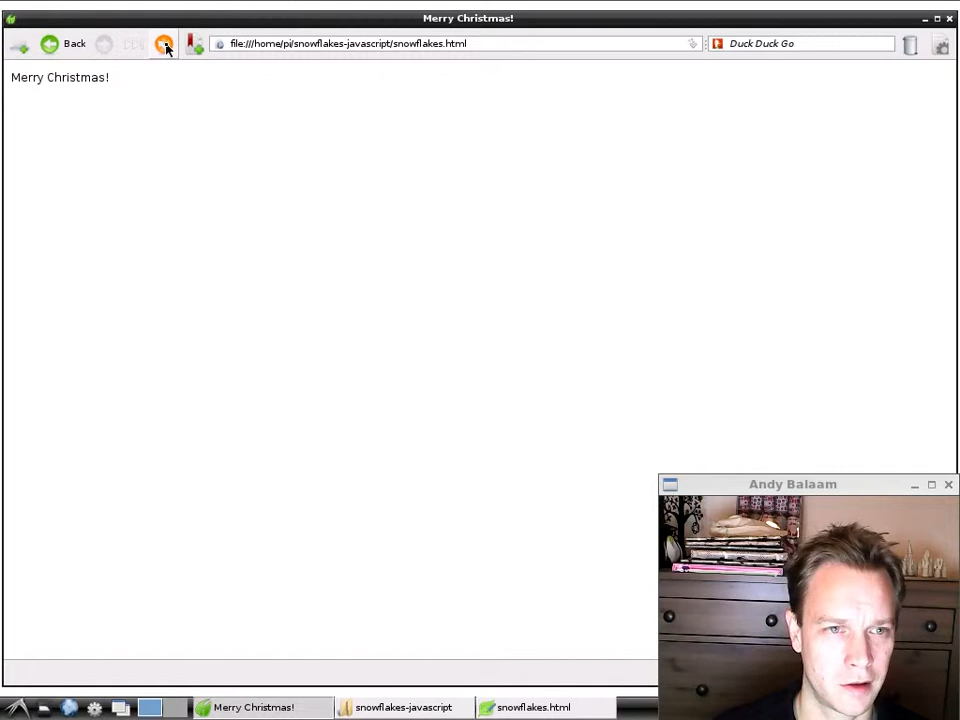 Merry Christmas!
Back
file:///home/pi/snowflakes-javascript/snowflakes.html
Duck Duck Go
Merry Christmas!
Andy Balaam
Merry Christmas!
snowflakes-javascript
snowflakes.html